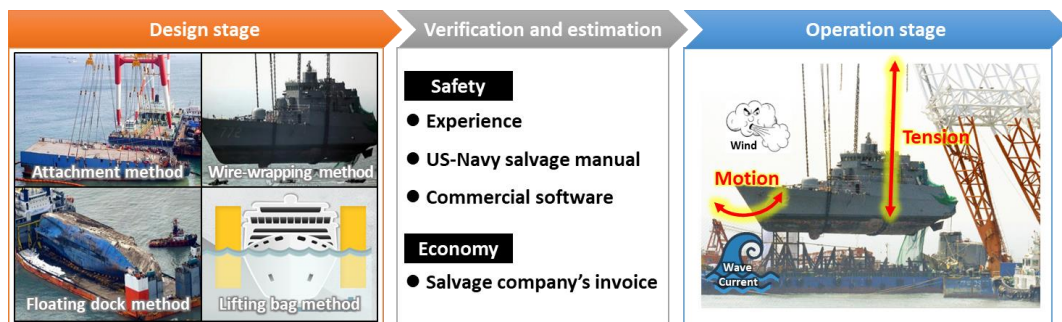 Design stage
Verification and estimation
Operation stage
Attachment method
Wire-wrapping method
Floating dock method
Lifting bag method
Safety
● Experience
● US-Navy salvage manual
● Commercial software
Economy
● Salvage company’s invoice
Wind
Tension
Motion
Wave
Current